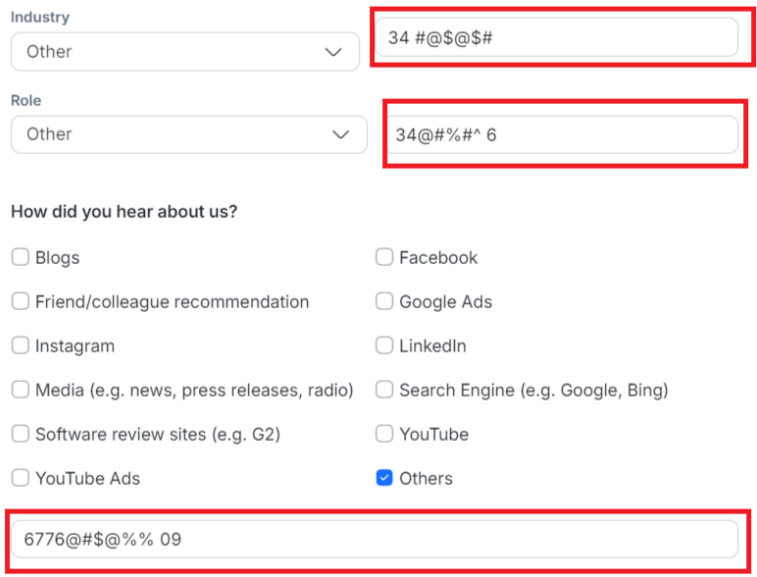 Industry
Other
34 #@$@$#
Role
Other
34@#%#^ 6
How did you hear about us?
Blogs
Facebook
Friend/colleague recommendation
Google Ads
Instagram
LinkedIn
Media (e.g. news, press releases, radio)
Search Engine (e.g. Google, Bing)
Software review sites (e.g. G2)
YouTube
YouTube Ads
Others
6776@#$@%% 09